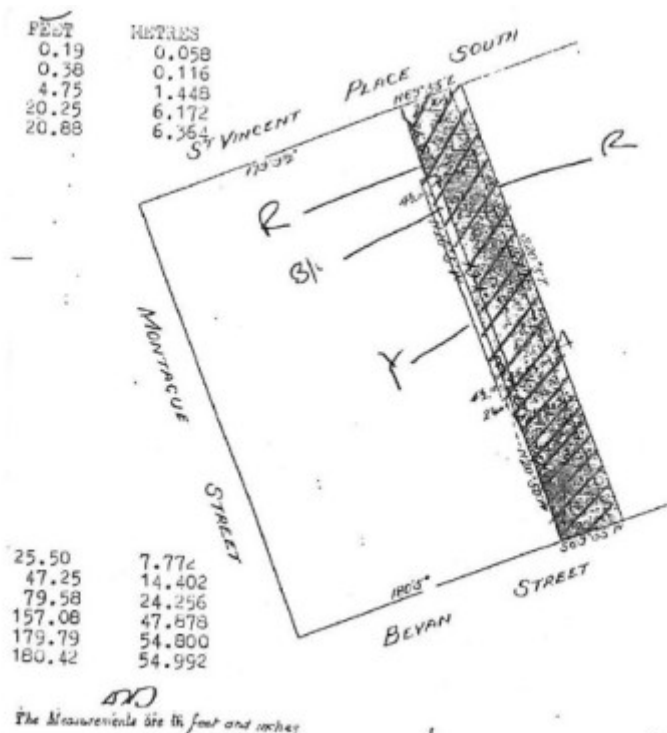 FEET METRES
0.19 0.058
0.38 0.116
4.75 1.448
20.25 6.172
20.88 6.364
ST VINCENT PLACE SOUTH
R
R
B/
Y
A
MONTAGUE
STREET
25.50 7.772
47.25 14.402
79.58 24.256
157.08 47.878
179.79 54.800
180.42 54.992
180'5"
BEVAN STREET
The Measurements are in feet and inches